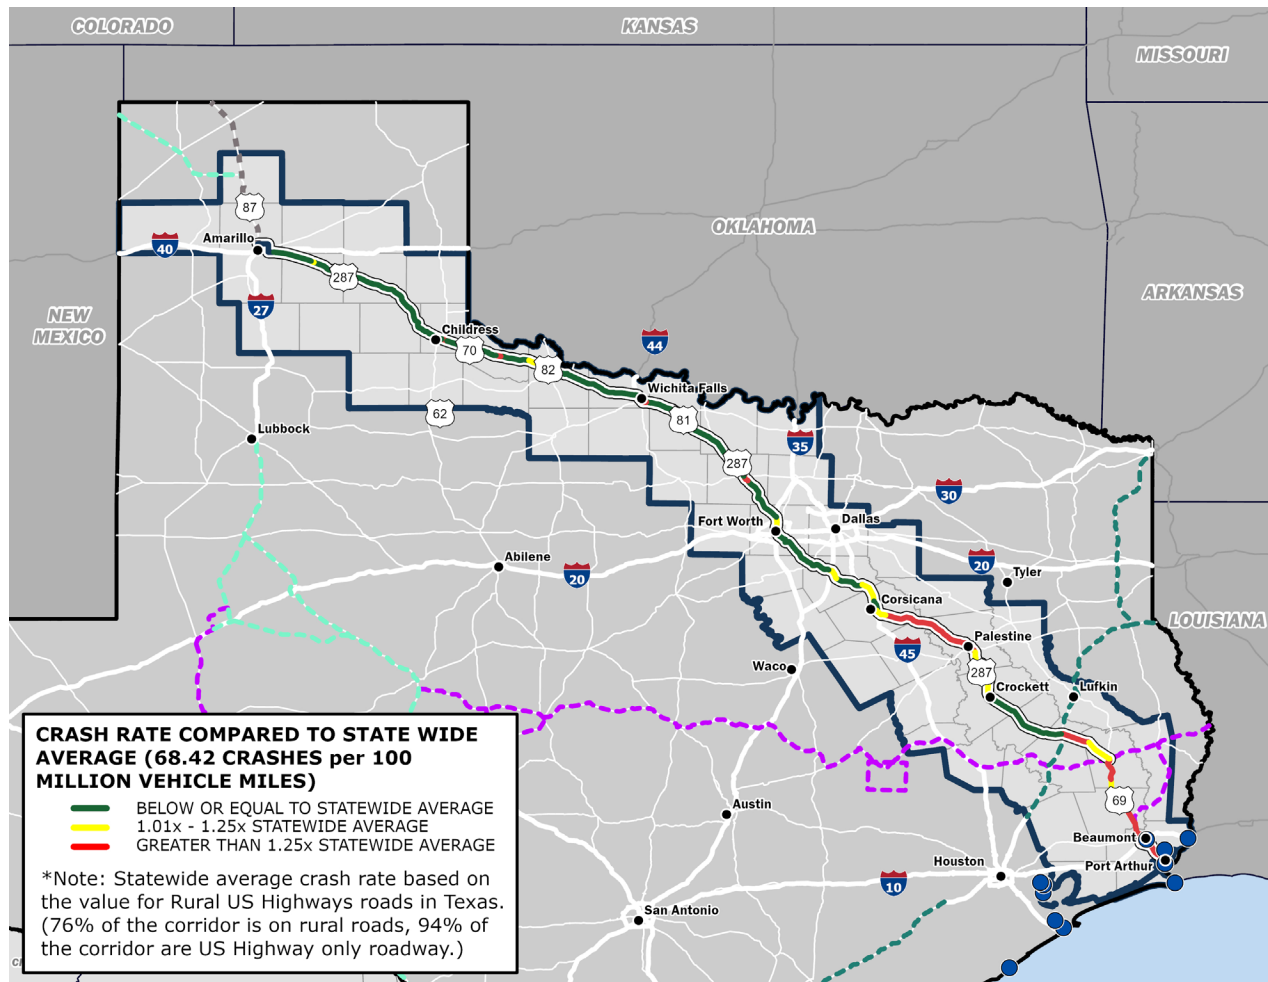 COLORADO
KANSAS
MISSOURI
OKLAHOMA
ARKANSAS
NEW
MEXICO
LOUISIANA
87
Amarillo
40
287
27
Childress
70
44
82
Wichita Falls
62
81
Lubbock
35
287
30
Fort Worth
Dallas
Abilene
20
20
Tyler
Corsicana
Palestine
45
Waco
287
Crockett
Lufkin
69
Austin
Beaumont
Port Arthur
Houston
10
San Antonio
CRASH RATE COMPARED TO STATE WIDE
AVERAGE (68.42 CRASHES per 100
MILLION VEHICLE MILES)
BELOW OR EQUAL TO STATEWIDE AVERAGE
1.01x - 1.25x STATEWIDE AVERAGE
GREATER THAN 1.25x STATEWIDE AVERAGE
*Note: Statewide average crash rate based on
the value for Rural US Highways roads in Texas.
(76% of the corridor is on rural roads, 94% of
the corridor are US Highway only roadway.)